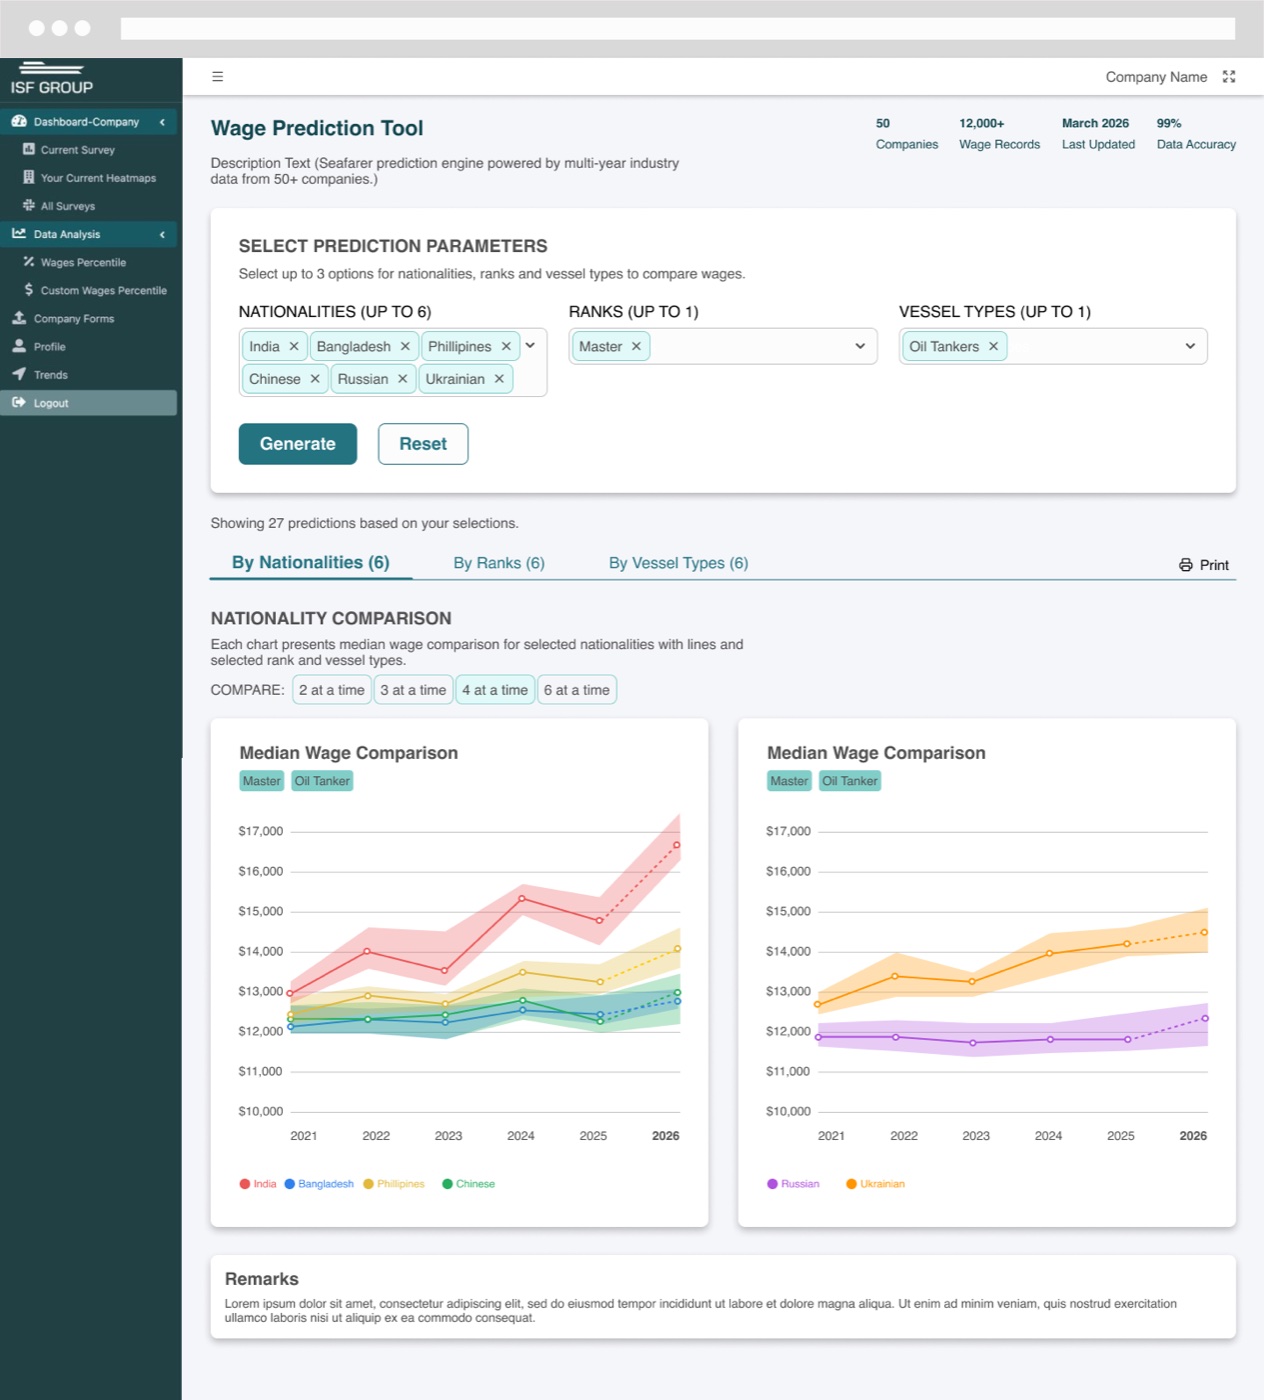 ISF GROUP
Company Name
Dashboard-Company
Current Survey
Your Current Heatmaps
All Surveys
Data Analysis
Wages Percentile
Custom Wages Percentile
Company Forms
Profile
Trends
Logout
Wage Prediction Tool
50 12,000+ March 2026 99%
Companies Wage Records Last Updated Data Accuracy
Description Text (Seafarer prediction engine powered by multi-year industry
data from 50+ companies.)
SELECT PREDICTION PARAMETERS
Select up to 3 options for nationalities, ranks and vessel types to compare wages.
NATIONALITIES (UP TO 6) RANKS (UP TO 1) VESSEL TYPES (UP TO 1)
India Bangladesh Phillipines Master Oil Tankers
Chinese Russian Ukrainian
Generate Reset
Showing 27 predictions based on your selections.
By Nationalities (6) By Ranks (6) By Vessel Types (6) Print
NATIONALITY COMPARISON
Each chart presents median wage comparison for selected nationalities with lines and
selected rank and vessel types.
COMPARE: 2 at a time 3 at a time 4 at a time 6 at a time
Median Wage Comparison
Master Oil Tanker
$17,000
$16,000
$15,000
$14,000
$13,000
$12,000
$11,000
$10,000
2021 2022 2023 2024 2025 2026
India Bangladesh Phillipines Chinese
Median Wage Comparison
Master Oil Tanker
$17,000
$16,000
$15,000
$14,000
$13,000
$12,000
$11,000
$10,000
2021 2022 2023 2024 2025 2026
Russian Ukrainian
Remarks
Lorem ipsum dolor sit amet, consectetur adipiscing elit, sed do eiusmod tempor incididunt ut labore et dolore magna aliqua. Ut enim ad minim veniam, quis nostrud exercitation
ullamco laboris nisi ut aliquip ex ea commodo consequat.